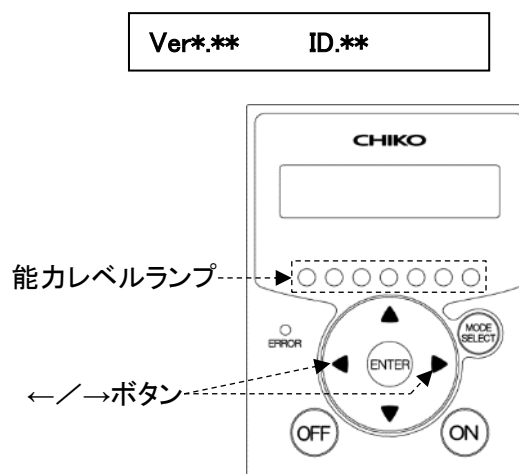 Ver*.** ID.**
CHIKO
能力レベルランプ
ERROR
MODE
SELECT
ENTER
←／→ボタン
OFF
ON